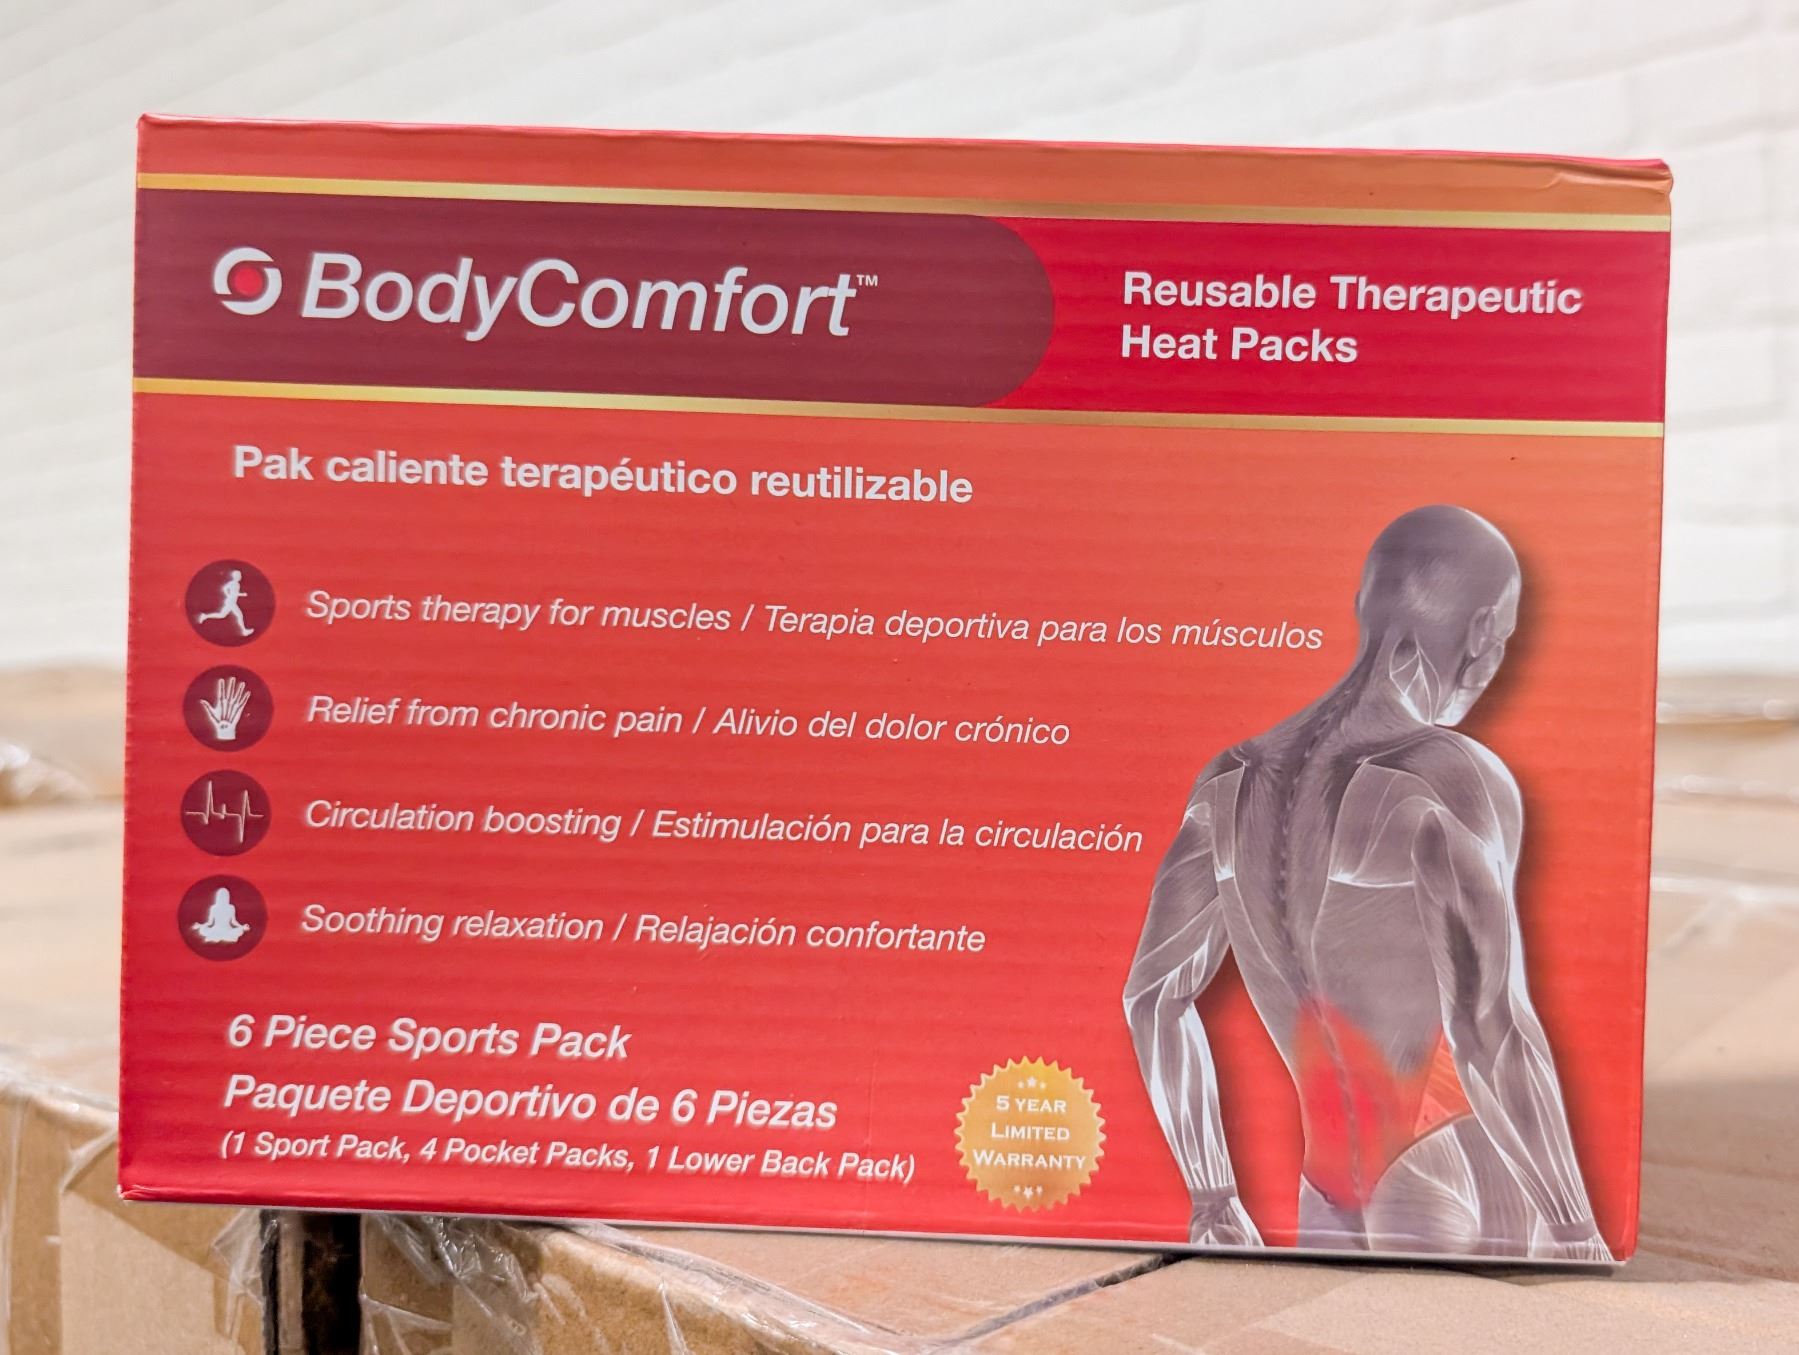 BodyComfort™
Reusable Therapeutic
Heat Packs
Pak caliente terapéutico reutilizable
Sports therapy for muscles / Terapia deportiva para los músculos
Relief from chronic pain / Alivio del dolor crónico
Circulation boosting / Estimulación para la circulación
Soothing relaxation / Relajación confortante
6 Piece Sports Pack
Paquete Deportivo de 6 Piezas
(1 Sport Pack, 4 Pocket Packs, 1 Lower Back Pack)
5 YEAR
LIMITED
WARRANTY